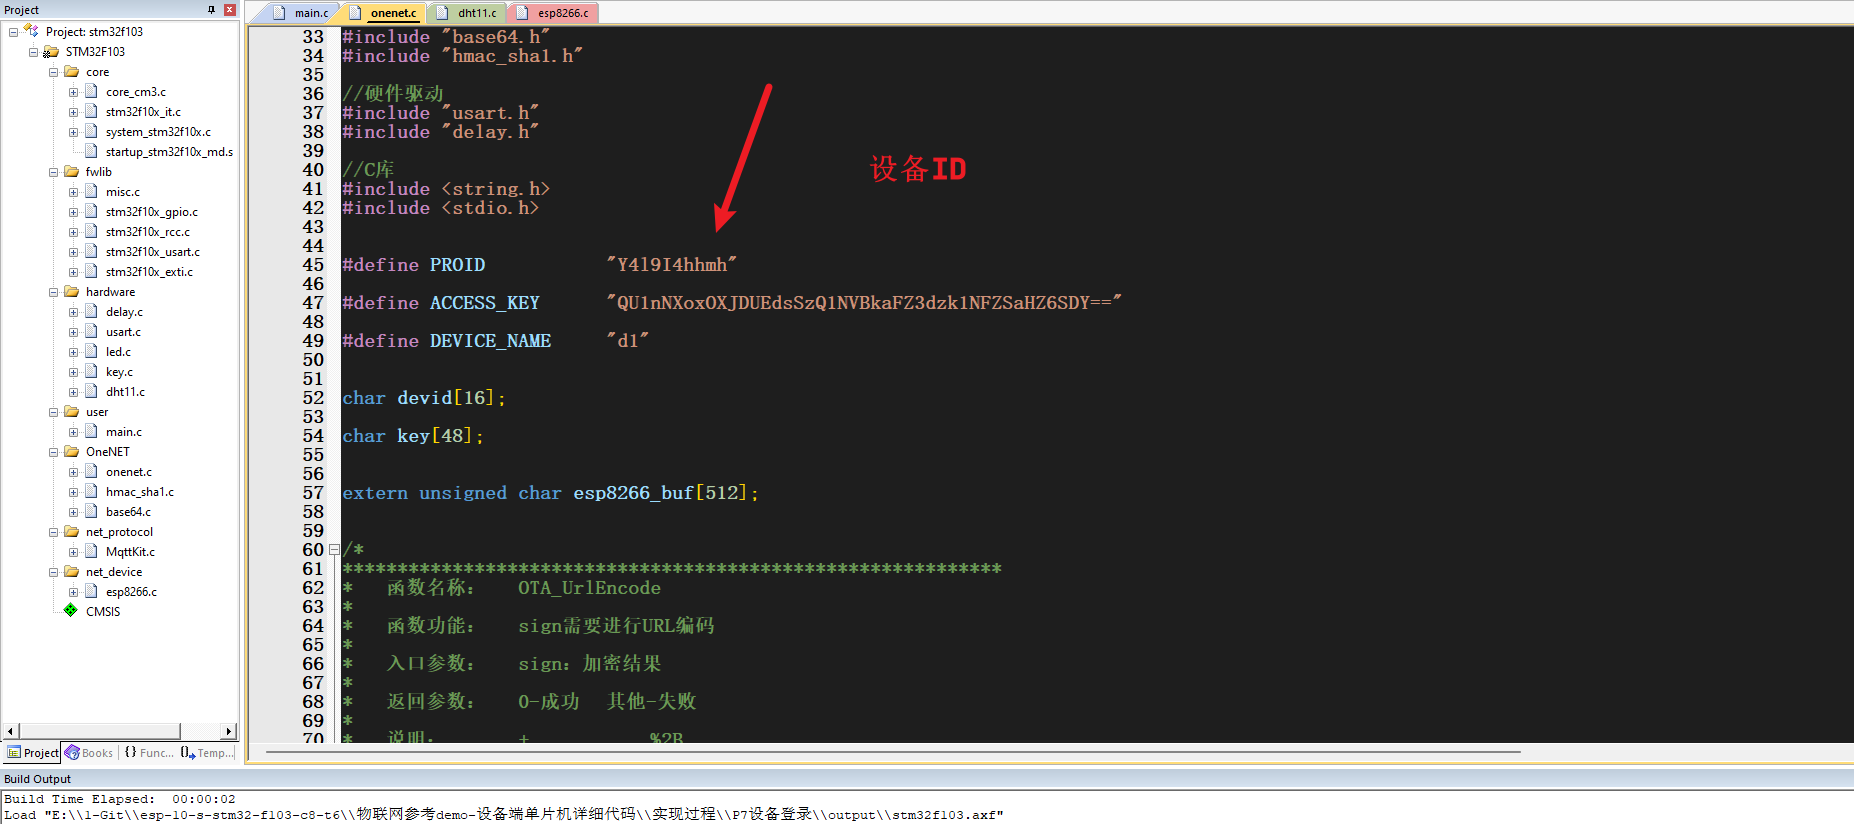 Project
Project: stm32f103
STM32F103
core
core_cm3.c
stm32f10x_it.c
system_stm32f10x.c
startup_stm32f10x_md.s
fwlib
misc.c
stm32f10x_gpio.c
stm32f10x_rcc.c
stm32f10x_usart.c
stm32f10x_exti.c
hardware
delay.c
usart.c
led.c
key.c
dht11.c
user
main.c
OneNET
onenet.c
hmac_sha1.c
base64.c
net_protocol
MqttKit.c
net_device
esp8266.c
CMSIS
Project Books {} Func... Temp...
main.c onenet.c dht11.c esp8266.c
33 #include "base64.h"
34 #include "hmac_sha1.h"
35
36 //硬件驱动
37 #include "usart.h"
38 #include "delay.h"
39
40 //C库
41 #include <string.h>
42 #include <stdio.h>
43
44
45 #define PROID "Y4l9I4hhmh"
46
47 #define ACCESS_KEY "QU1nNXoxOXJDUEdsSzQ1NVBkaFZ3dzk1NFZSaHZ6SDY=="
48
49 #define DEVICE_NAME "d1"
50
51
52 char devid[16];
53
54 char key[48];
55
56
57 extern unsigned char esp8266_buf[512];
58
59
60 /*
61 ************************************************************
62 * 函数名称： OTA_UrlEncode
63 *
64 * 函数功能： sign需要进行URL编码
65 *
66 * 入口参数： sign：加密结果
67 *
68 * 返回参数： 0-成功 其他-失败
69 *
70 * 说明： + %2B
设备ID
Build Output
Build Time Elapsed:  00:00:02
Load "E:\\1-Git\\esp-10-s-stm32-f103-c8-t6\\物联网参考demo-设备端单片机详细代码\\实现过程\\P7设备登录\\output\\stm32f103.axf"